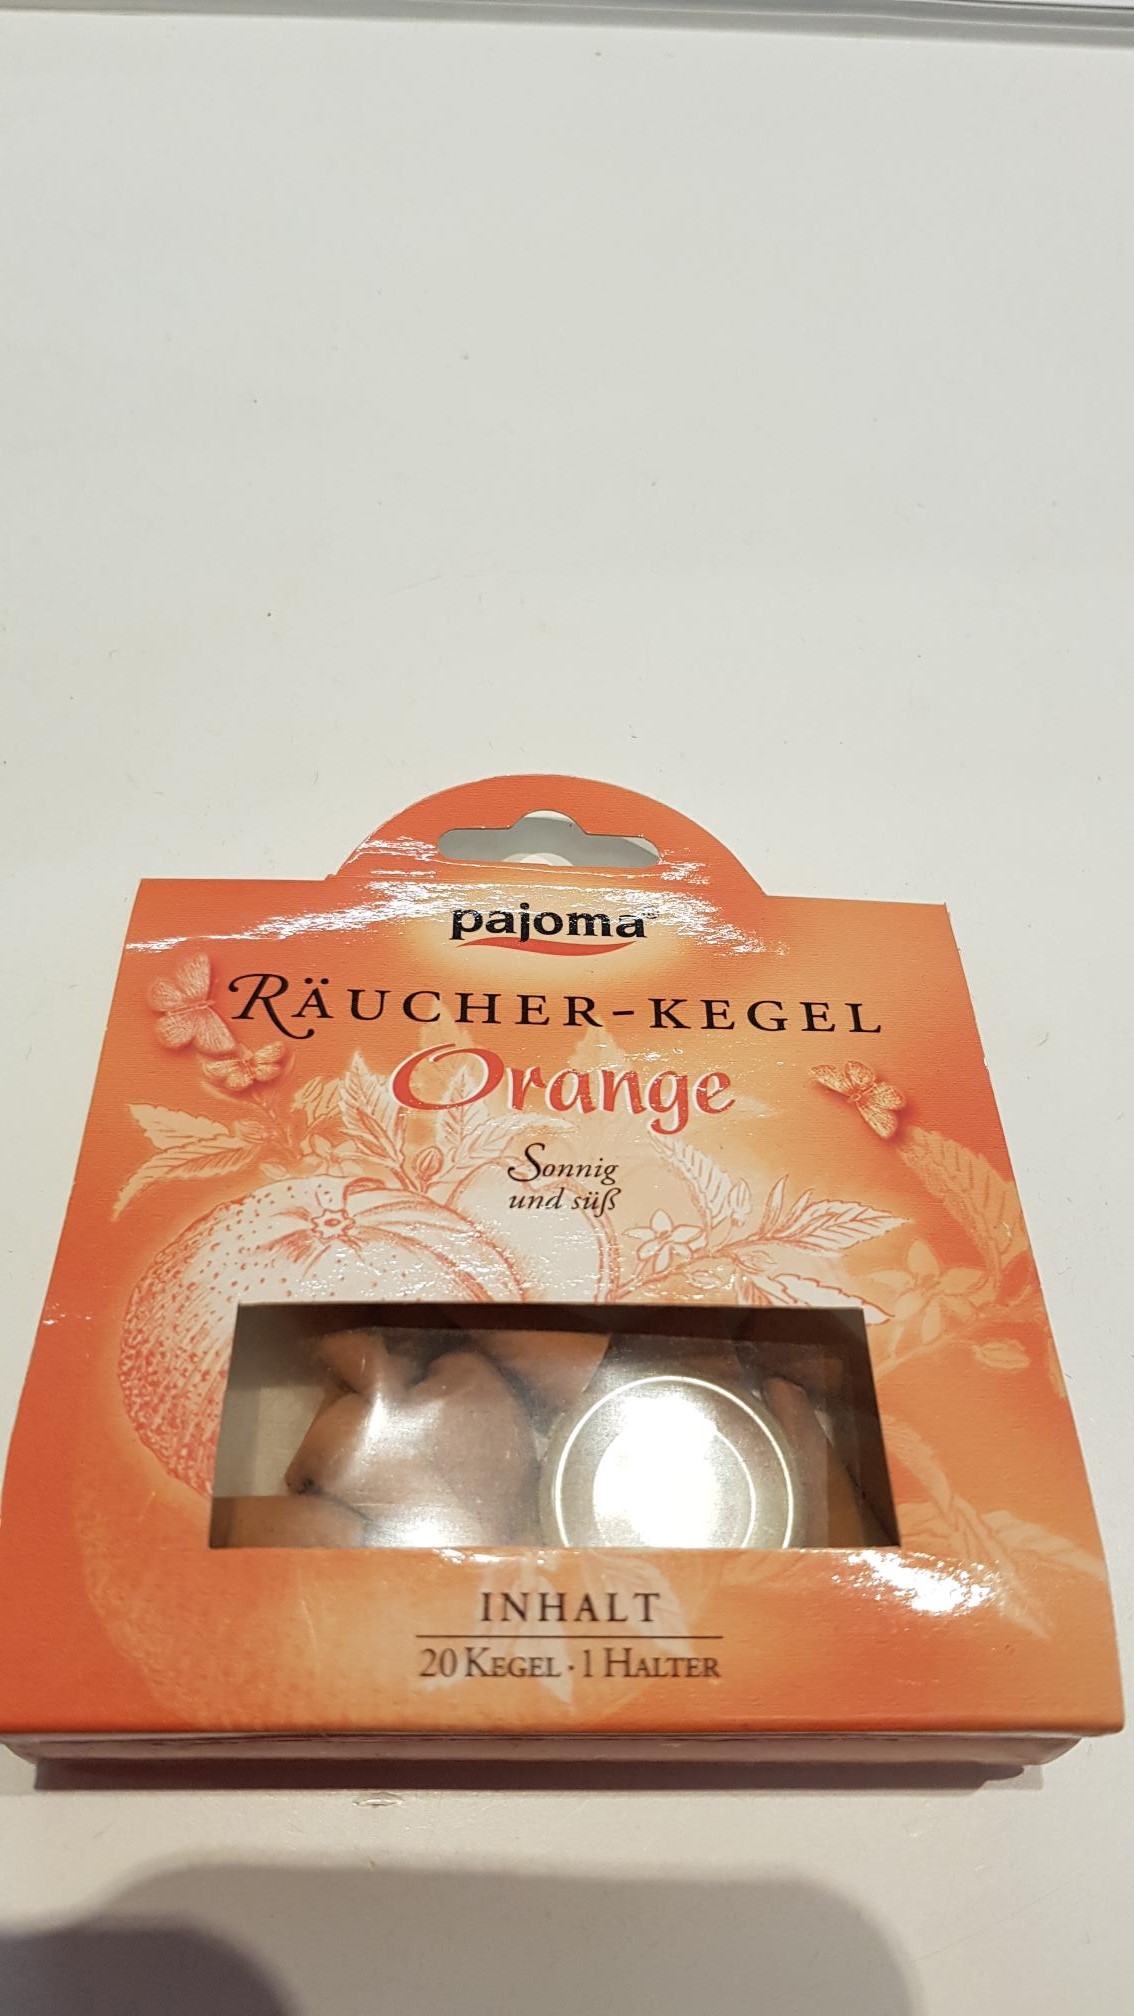 pajoma
RÄUCHER-KEGEL
Orange
Sonnig
und süß
INHALT
20 KEGEL · 1 HALTER